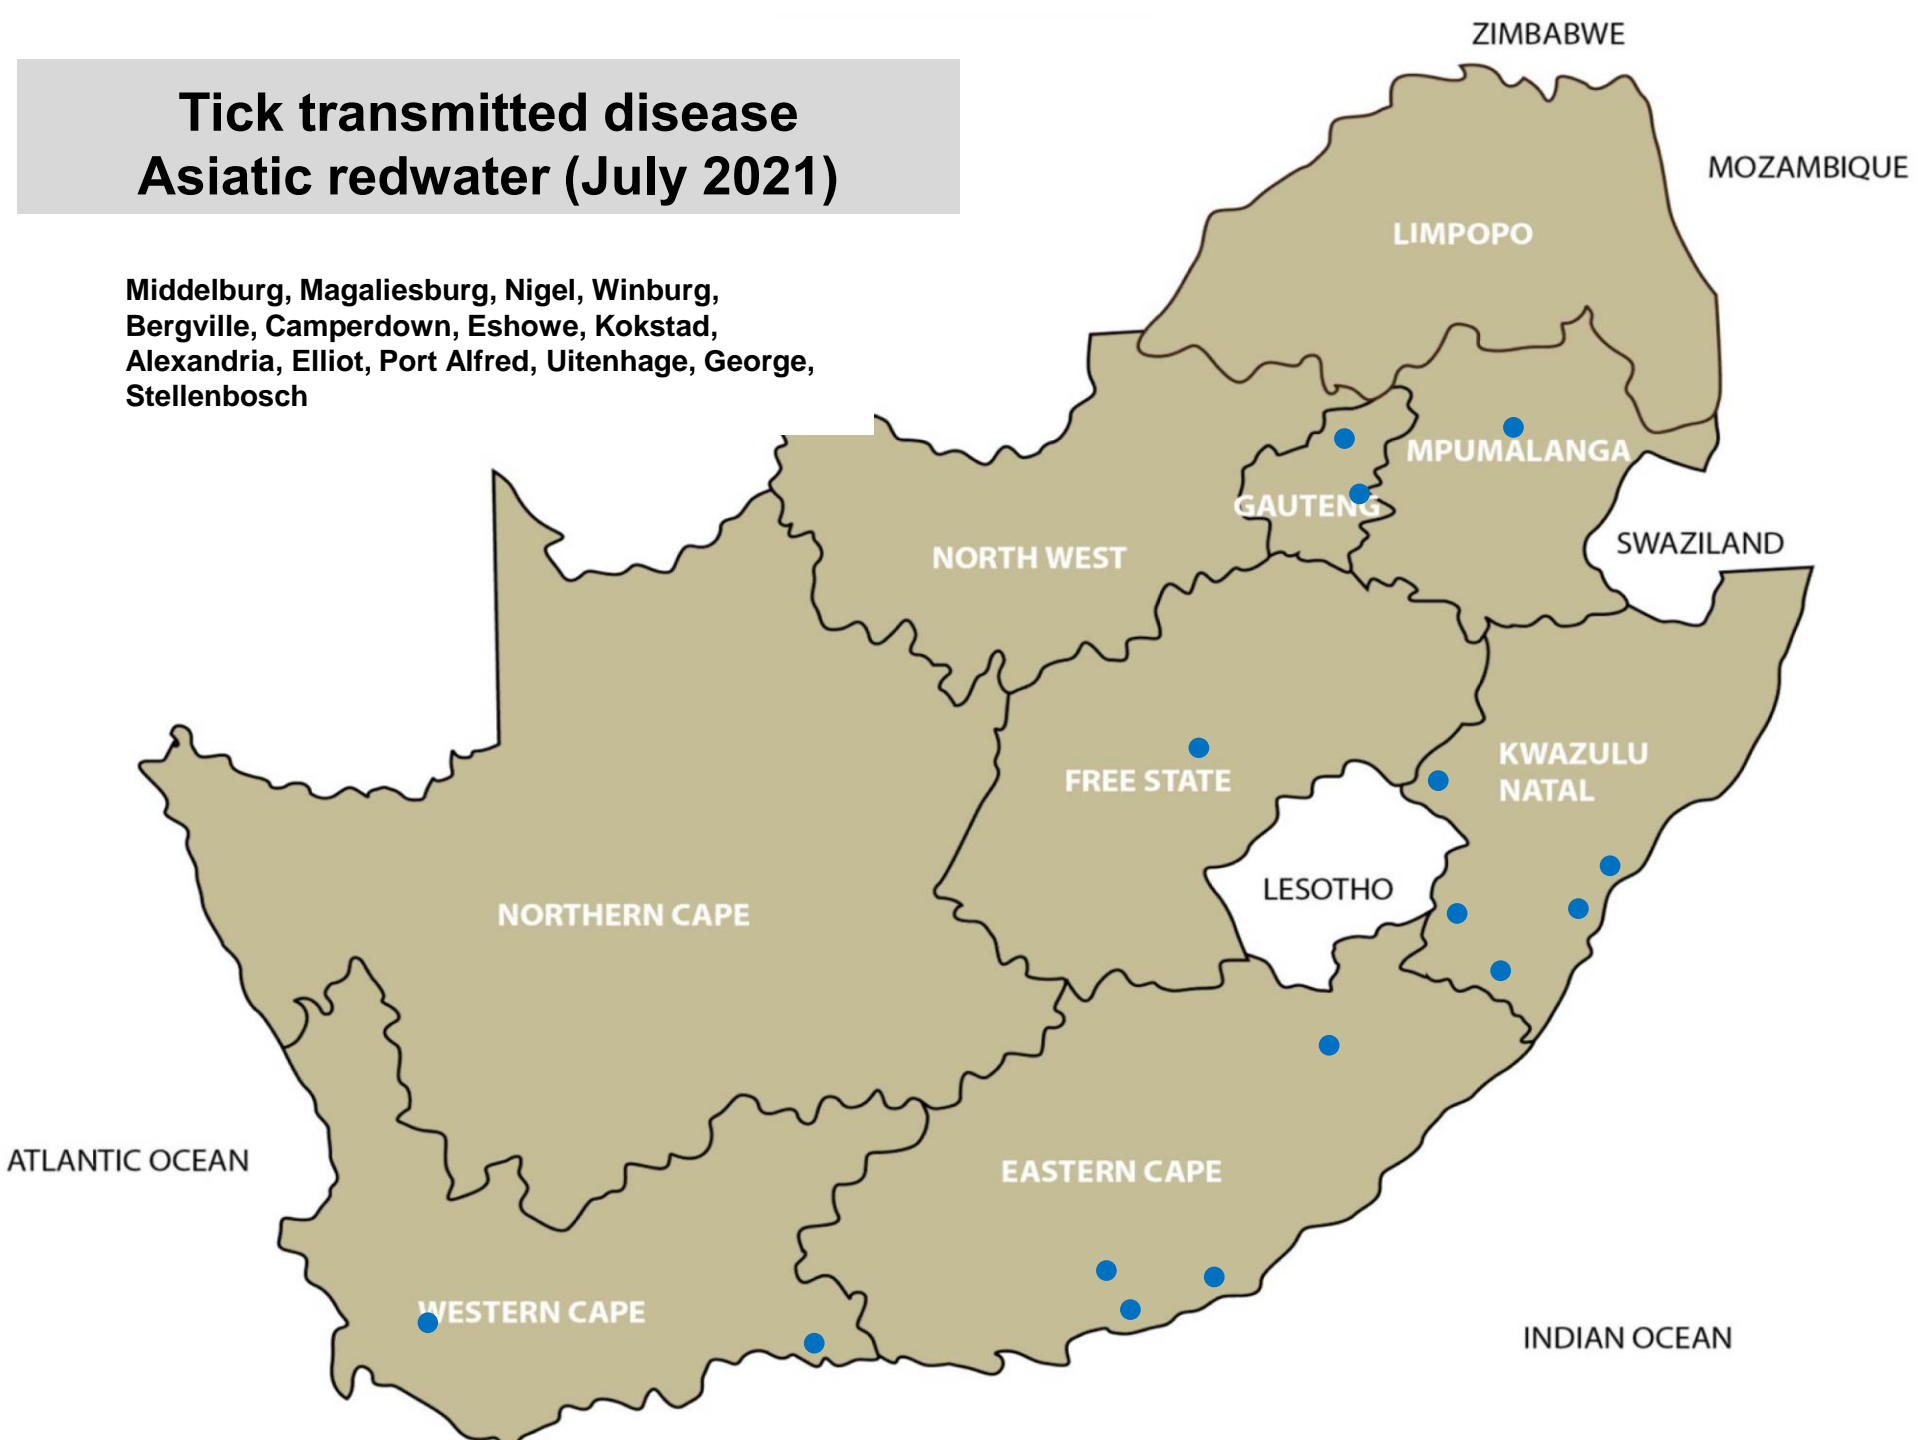 Tick transmitted disease
Asiatic redwater (July 2021)
Middelburg, Magaliesburg, Nigel, Winburg,
Bergville, Camperdown, Eshowe, Kokstad,
Alexandria, Elliot, Port Alfred, Uitenhage, George,
Stellenbosch
ZIMBABWE
MOZAMBIQUE
LIMPOPO
MPUMALANGA
GAUTENG
SWAZILAND
NORTH WEST
KWAZULU
NATAL
FREE STATE
LESOTHO
NORTHERN CAPE
ATLANTIC OCEAN
EASTERN CAPE
WESTERN CAPE
INDIAN OCEAN